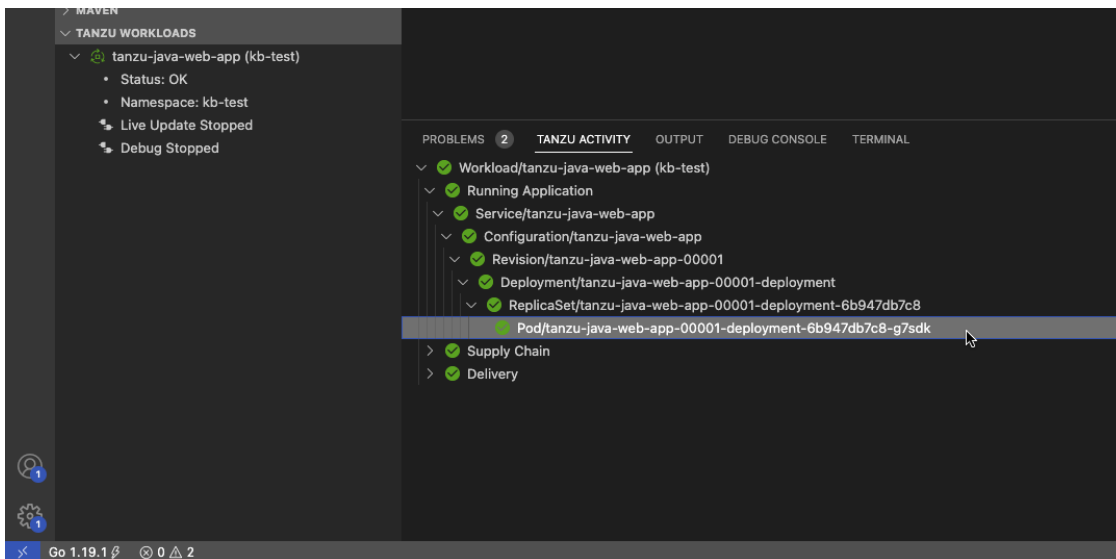 MAVEN
TANZU WORKLOADS
tanzu-java-web-app (kb-test)
• Status: OK
• Namespace: kb-test
Live Update Stopped
Debug Stopped
PROBLEMS 2 TANZU ACTIVITY OUTPUT DEBUG CONSOLE TERMINAL
Workload/tanzu-java-web-app (kb-test)
Running Application
Service/tanzu-java-web-app
Configuration/tanzu-java-web-app
Revision/tanzu-java-web-app-00001
Deployment/tanzu-java-web-app-00001-deployment
ReplicaSet/tanzu-java-web-app-00001-deployment-6b947db7c8
Pod/tanzu-java-web-app-00001-deployment-6b947db7c8-g7sdk
Supply Chain
Delivery
1
1
Go 1.19.1 0 2